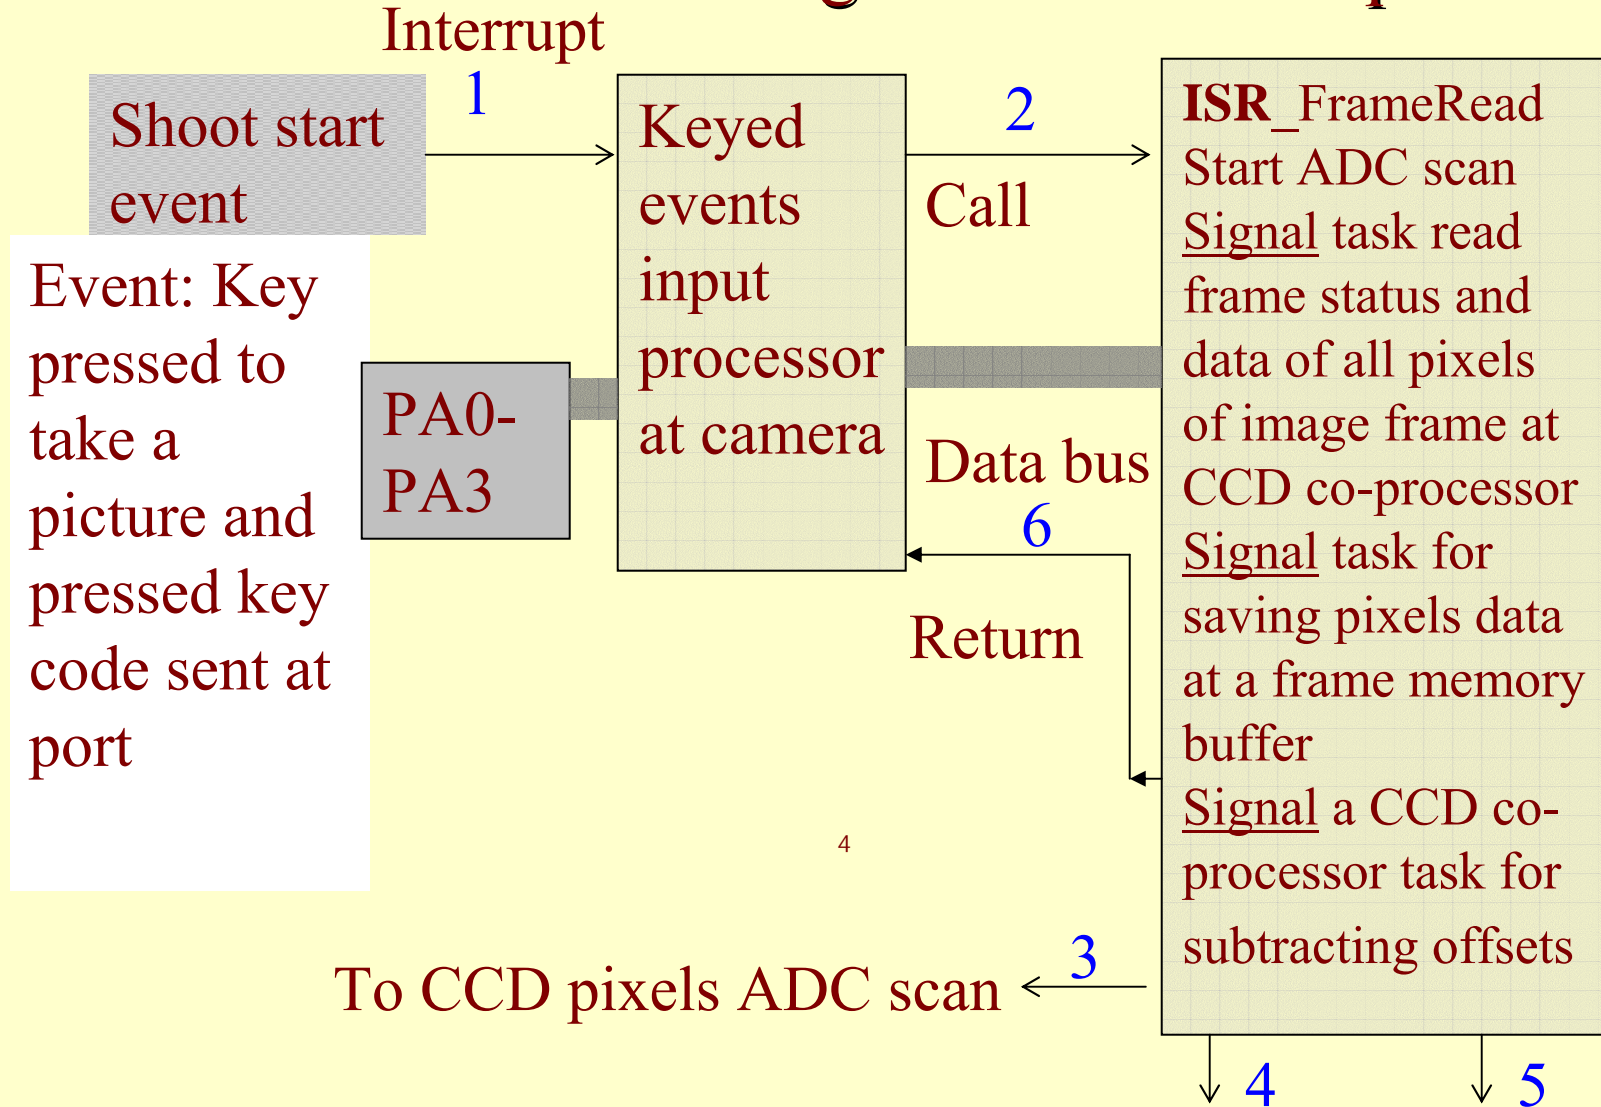 Interrupt
1
Shoot start
event
Event: Key
pressed to
take a
picture and
pressed key
code sent at
port
PA0-
PA3
Keyed
events
input
processor
at camera
2
Call
Data bus
6
Return
ISR_FrameRead
Start ADC scan
Signal task read
frame status and
data of all pixels
of image frame at
CCD co-processor
Signal task for
saving pixels data
at a frame memory
buffer
Signal a CCD co-
processor task for
subtracting offsets
4
3
To CCD pixels ADC scan
4
5